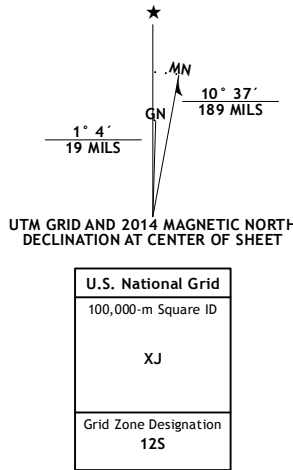 MN
GN
10° 37´
189 MILS
1° 4´
19 MILS
UTM GRID AND 2014 MAGNETIC NORTH
DECLINATION AT CENTER OF SHEET
U.S. National Grid
100,000-m Square ID
XJ
Grid Zone Designation
12S